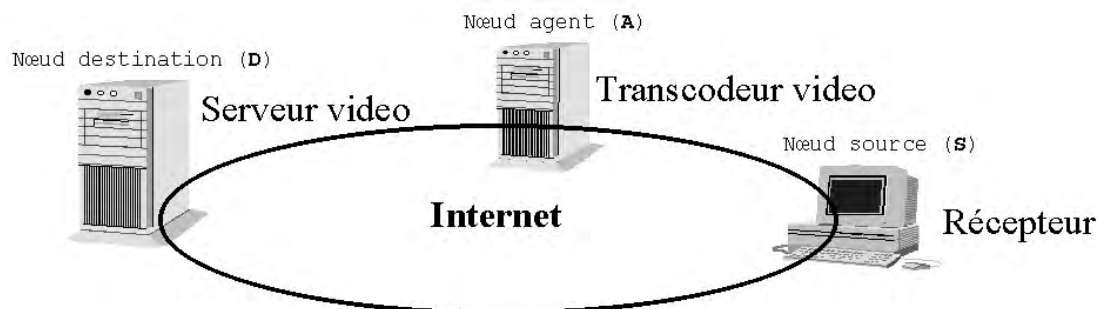 Nœud agent (A)
Nœud destination (D)
Transcodeur video
Serveur video
Nœud source (S)
Internet
Récepteur